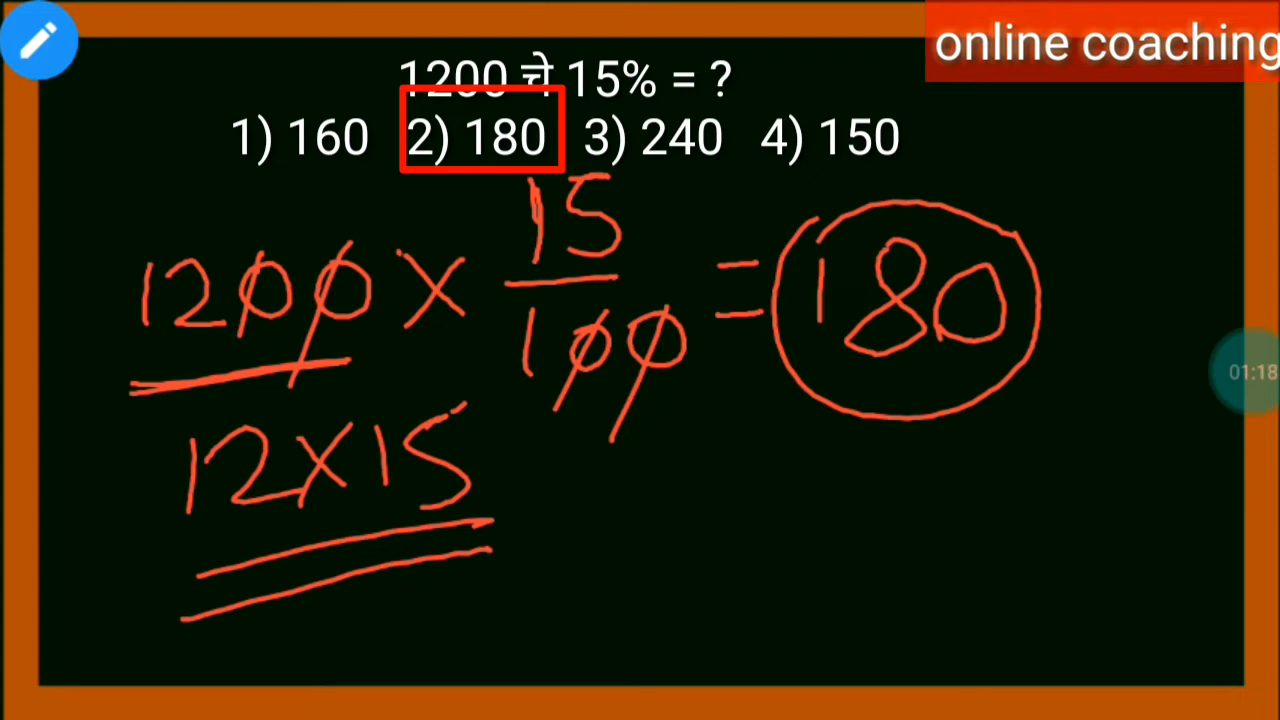 online coaching
1200 चे 15% = ?
1) 160 2) 180 3) 240 4) 150
1200 × 15/100 = 180
12×15
01:18